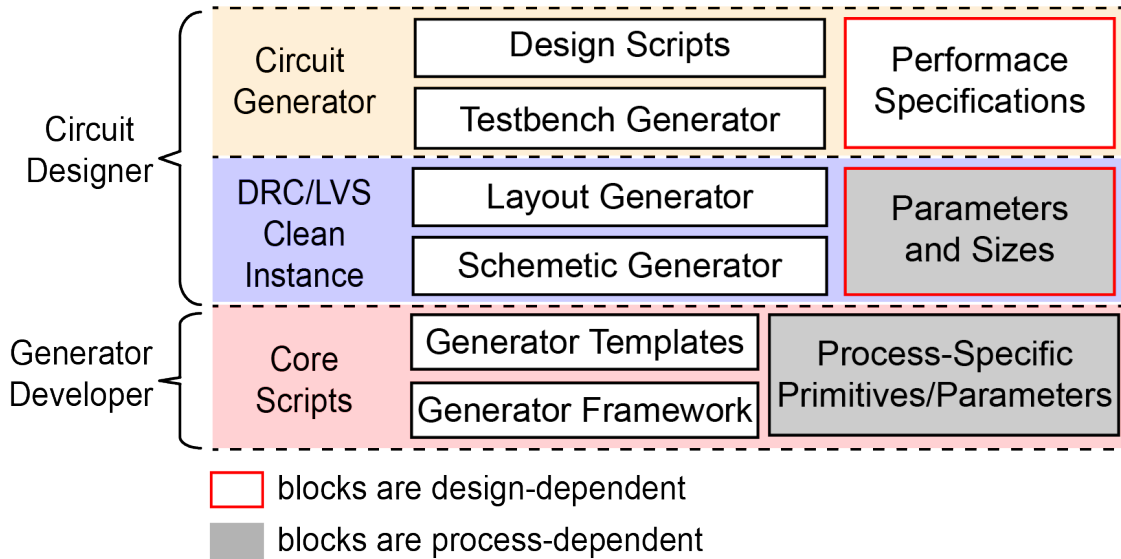 Circuit
Designer
Circuit
Generator
Design Scripts
Testbench Generator
Performace
Specifications
DRC/LVS
Clean
Instance
Layout Generator
Schemetic Generator
Parameters
and Sizes
Generator
Developer
Core
Scripts
Generator Templates
Generator Framework
Process-Specific
Primitives/Parameters
blocks are design-dependent
blocks are process-dependent